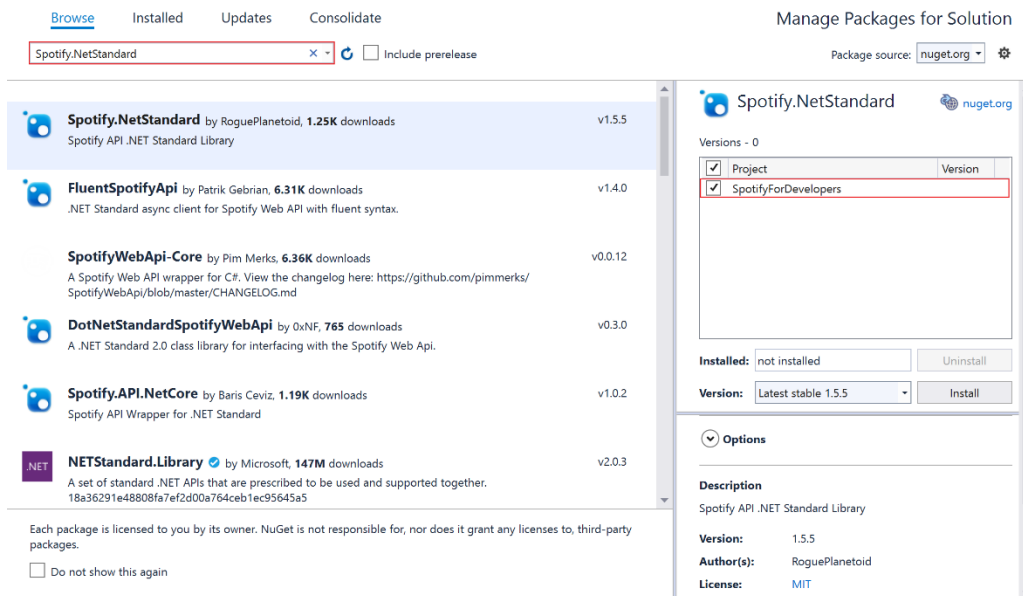 Browse Installed Updates Consolidate
Manage Packages for Solution
Spotify.NetStandard
Include prerelease
Package source: nuget.org
Spotify.NetStandard by RoguePlanetoid, 1.25K downloads v1.5.5
Spotify API .NET Standard Library
FluentSpotifyApi by Patrik Gebrian, 6.31K downloads v1.4.0
.NET Standard async client for Spotify Web API with fluent syntax.
SpotifyWebApi-Core by Pim Merks, 6.36K downloads v0.0.12
A Spotify Web API wrapper for C#. View the changelog here: https://github.com/pimmerks/
SpotifyWebApi/blob/master/CHANGELOG.md
DotNetStandardSpotifyWebApi by 0xNF, 765 downloads v0.3.0
A .NET Standard 2.0 class library for interfacing with the Spotify Web Api.
Spotify.API.NetCore by Baris Ceviz, 1.19K downloads v1.0.2
Spotify API Wrapper for .NET Standard
.NET
NETStandard.Library by Microsoft, 147M downloads v2.0.3
A set of standard .NET APIs that are prescribed to be used and supported together.
18a36291e48808fa7ef2d00a764ceb1ec95645a5
Each package is licensed to you by its owner. NuGet is not responsible for, nor does it grant any licenses to, third-party
packages.
Do not show this again
Spotify.NetStandard nuget.org
Versions - 0
Project Version
SpotifyForDevelopers
Installed: not installed Uninstall
Version: Latest stable 1.5.5 Install
Options
Description
Spotify API .NET Standard Library
Version: 1.5.5
Author(s): RoguePlanetoid
License: MIT